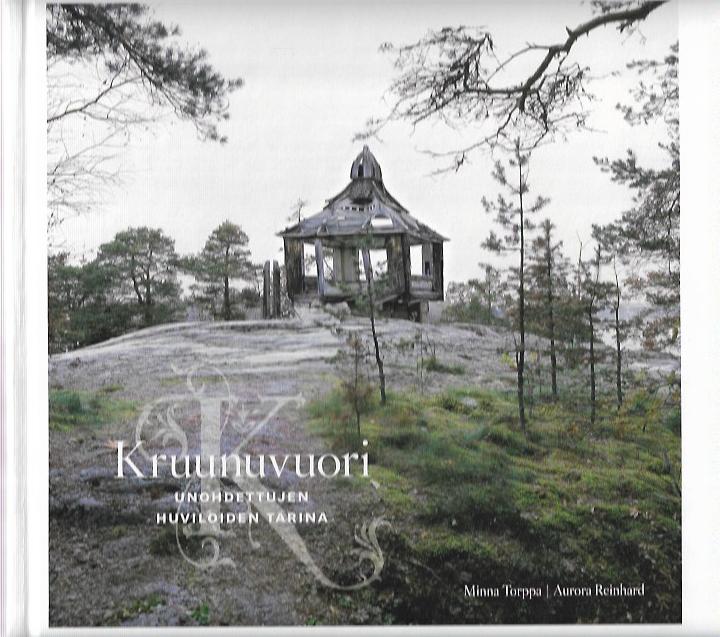 K
Kruunuvuori
UNOHDETTUJEN
HUVILOIDEN TARINA
Minna Torppa | Aurora Reinhard